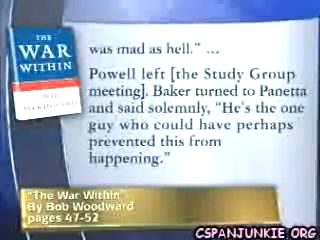 THE
WAR
WITHIN
BOB
WOODWARD
was mad as hell." ...
Powell left [the Study Group
meeting]. Baker turned to Panetta
and said solemnly, "He's the one
guy who could have perhaps
prevented this from
happening."
"The War Within"
By Bob Woodward
pages 47-52
CSPANJUNKIE.ORG